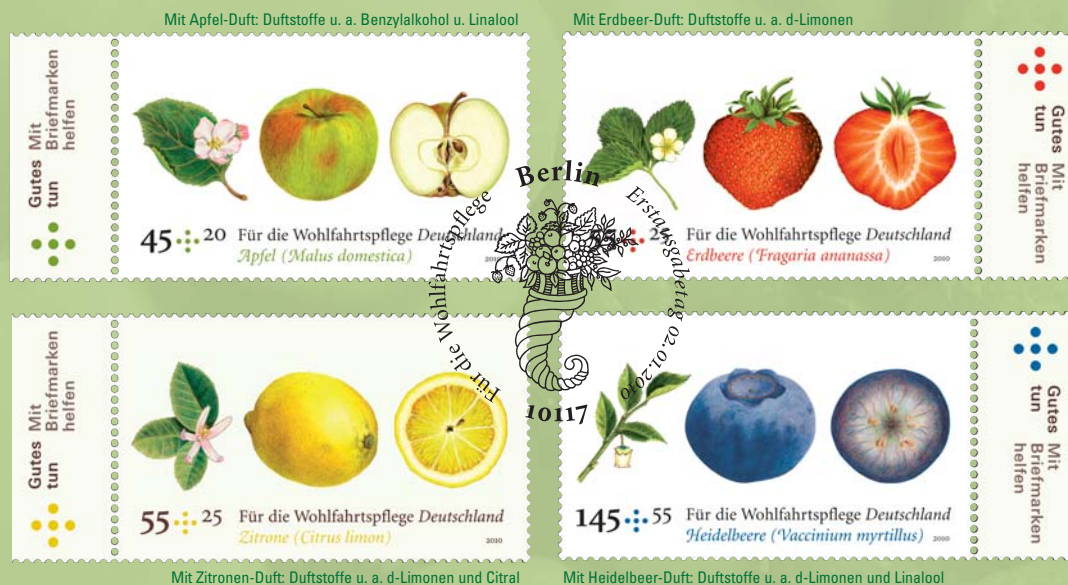 Mit Apfel-Duft: Duftstoffe u. a. Benzylalkohol u. Linalool
Mit Erdbeer-Duft: Duftstoffe u. a. d-Limonen
Gutes tun
Mit Briefmarken helfen
45 20 Für die Wohlfahrtspflege Deutschland
Apfel (Malus domestica) 2010
55 25 Für die Wohlfahrtspflege Deutschland
Erdbeere (Fragaria ananassa) 2010
Gutes tun
Mit Briefmarken helfen
Berlin
Für die Wohlfahrtspflege
Erstausgabetag 02.01.2010
10117
Gutes tun
Mit Briefmarken helfen
55 25 Für die Wohlfahrtspflege Deutschland
Zitrone (Citrus limon) 2010
145 55 Für die Wohlfahrtspflege Deutschland
Heidelbeere (Vaccinium myrtillus) 2010
Gutes tun
Mit Briefmarken helfen
Mit Zitronen-Duft: Duftstoffe u. a. d-Limonen und Citral
Mit Heidelbeer-Duft: Duftstoffe u. a. d-Limonen und Linalool